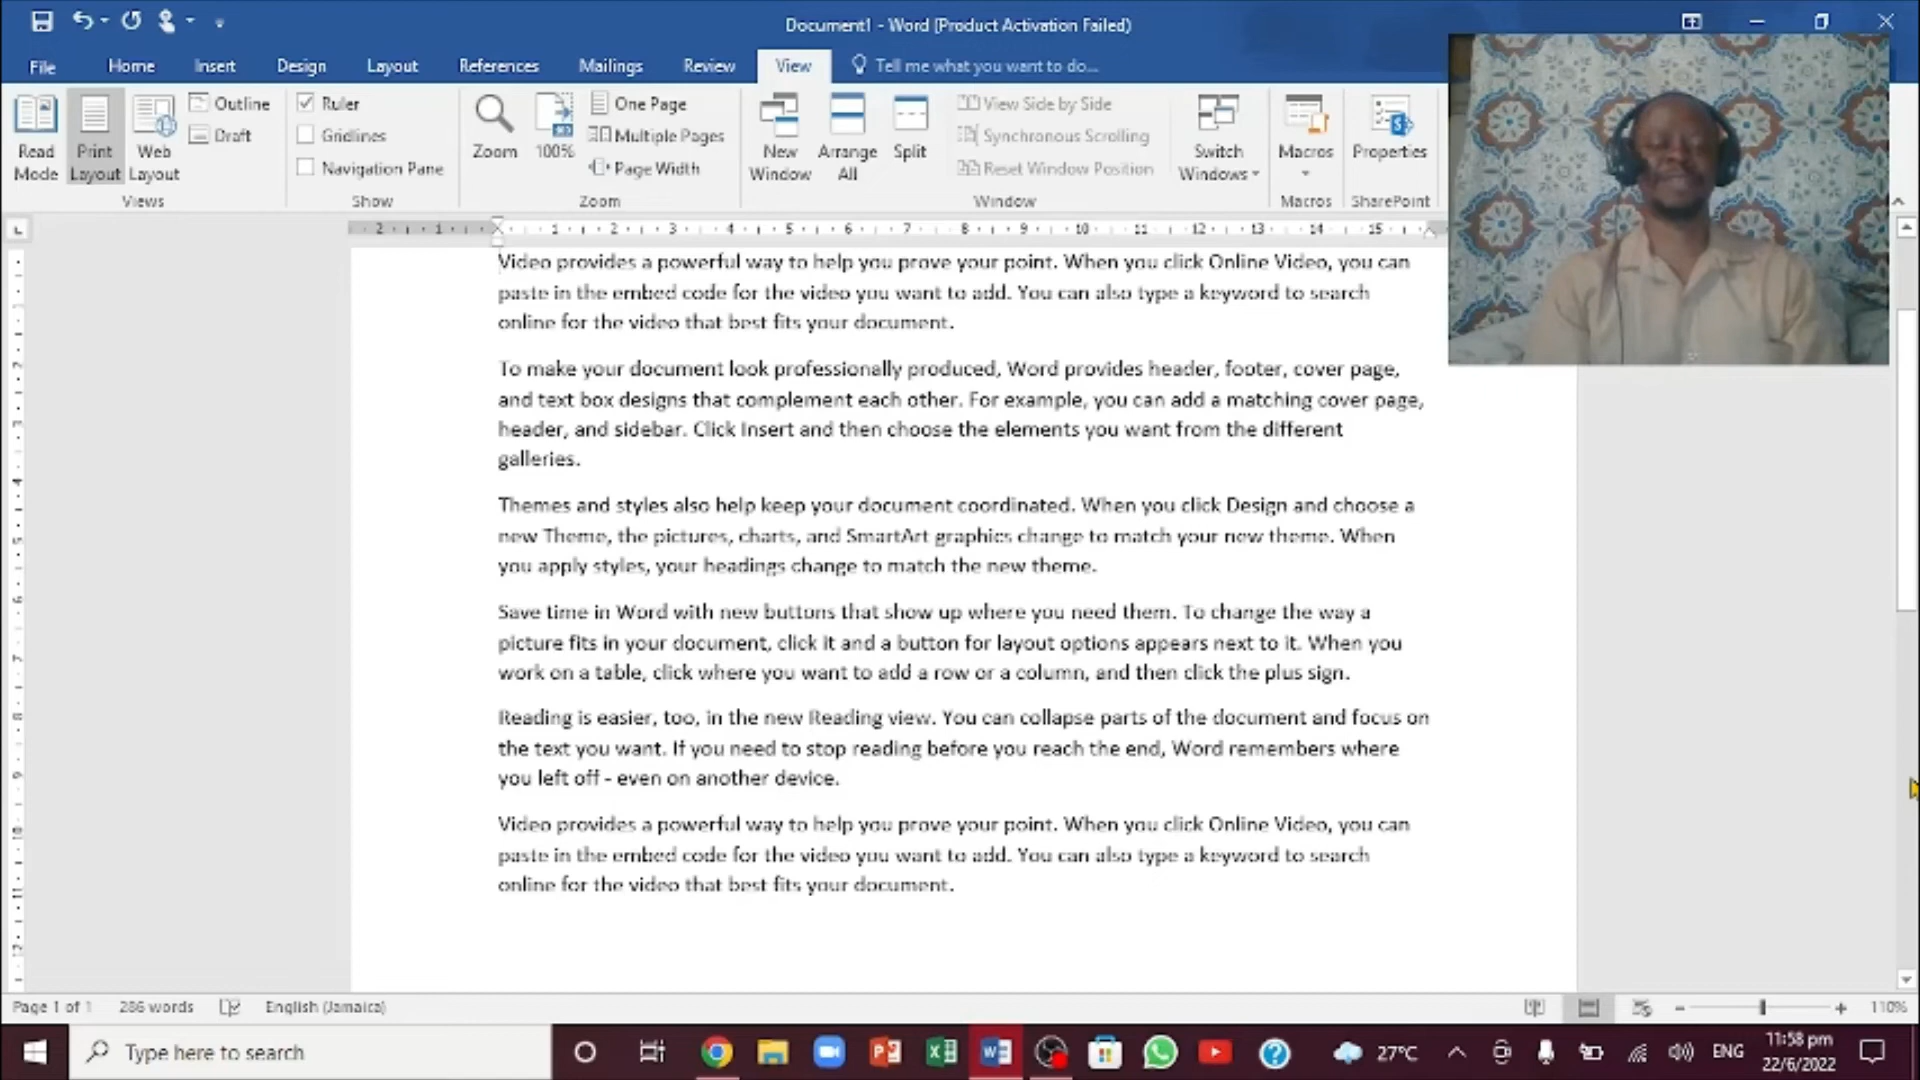 Document1 - Word (Product Activation Failed)
File Home Insert Design Layout References Mailings Review View Tell me what you want to do...
Read Mode
Print Layout
Web Layout
Outline
Draft
Views
Ruler
Gridlines
Navigation Pane
Show
Zoom
100%
One Page
Multiple Pages
Page Width
Zoom
New Window
Arrange All
Split
View Side by Side
Synchronous Scrolling
Reset Window Position
Window
Switch Windows
Macros
Macros
Properties
SharePoint
2 1 1 2 3 4 5 6 7 8 9 10 11 12 13 14 15
Video provides a powerful way to help you prove your point. When you click Online Video, you can
paste in the embed code for the video you want to add. You can also type a keyword to search
online for the video that best fits your document.
To make your document look professionally produced, Word provides header, footer, cover page,
and text box designs that complement each other. For example, you can add a matching cover page,
header, and sidebar. Click Insert and then choose the elements you want from the different
galleries.
Themes and styles also help keep your document coordinated. When you click Design and choose a
new Theme, the pictures, charts, and SmartArt graphics change to match your new theme. When
you apply styles, your headings change to match the new theme.
Save time in Word with new buttons that show up where you need them. To change the way a
picture fits in your document, click it and a button for layout options appears next to it. When you
work on a table, click where you want to add a row or a column, and then click the plus sign.
Reading is easier, too, in the new Reading view. You can collapse parts of the document and focus on
the text you want. If you need to stop reading before you reach the end, Word remembers where
you left off - even on another device.
Video provides a powerful way to help you prove your point. When you click Online Video, you can
paste in the embed code for the video you want to add. You can also type a keyword to search
online for the video that best fits your document.
Page 1 of 1 286 words English (Jamaica) 110%
Type here to search
27°C ENG
11:58 pm
22/6/2022